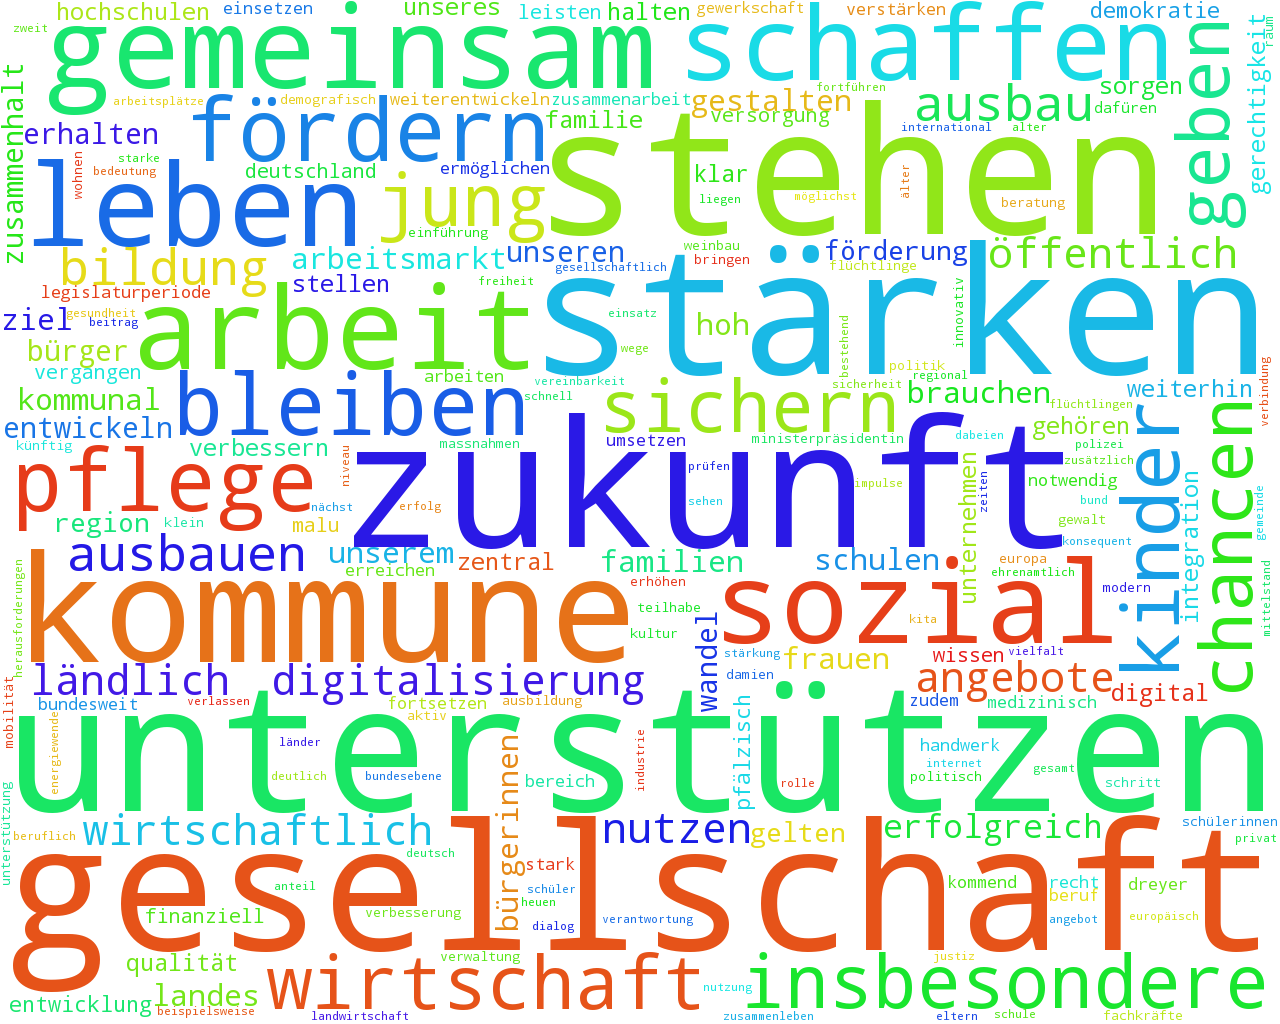 hochschulen
einsetzen
unseres
leisten
halten
gewerkschaft
verstärken
demokratie
zweit
gemeinsam
schaffen
geben
gerechtigkeit
raum
zusammenhalt
arbeitsplätze
demografisch
weiterentwickeln
zusammenarbeit
gestalten
fortführen
sorgen
erhalten
fördern
familie
versorgung
ausbau
dafüren
international
alter
starke
wohnen
bedeutung
deutschland
ermöglichen
stehen
klar
liegen
möglichst
älter
beratung
leben
jung
einführung
bildung
arbeitsmarkt
unseren
weinbau
bringen
förderung
öffentlich
gesellschaftlich
flüchtlinge
legislaturperiode
stellen
freiheit
ziel
gesundheit
beitrag
arbeit
einsatz
stärken
hoh
innovativ
bürger
wege
bestehend
politik
vergangen
arbeiten
vereinbarkeit
sicherheit
regional
verbindung
kommunal
bleiben
schnell
sichern
brauchen
weiterhin
flüchtlingen
entwickeln
künftig
verbessern
massnahmen
umsetzen
ministerpräsidentin
dabeien
gehören
polizei
kinder
chancen
pflege
niveau
zukunft
prüfen
zusätzlich
nächst
erfolg
sehen
impulse
unternehmen
zeiten
notwendig
bund
integration
gemeinde
region
klein
malu
gewalt
ausbauen
unserem
zentral
familien
schulen
europa
konsequent
herausforderungen
erreichen
erhöhen
ehrenamtlich
modern
mittelstand
kommune
teilhabe
kultur
sozial
kita
wandel
stärkung
frauen
wissen
vielfalt
ländlich
digitalisierung
damien
angebote
digital
mobilität
bundesweit
verlassen
fortsetzen
ausbildung
aktiv
pfälzisch
zudem
medizinisch
energiewende
länder
unterstützen
industrie
handwerk
internet
deutlich
bundesebene
bereich
rolle
politisch
gesamt
schritt
unterstützung
beruflich
wirtschaftlich
bürgerinnen
nutzen
gelten
erfolgreich
schülerinnen
privat
deutsch
gesellschaft
stark
anteil
schüler
heuen
kommend
recht
beruf
dreyer
finanziell
verbesserung
dialog
verantwortung
angebot
europäisch
qualität
verwaltung
justiz
wirtschaft
insbesondere
entwicklung
landes
beispielsweise
nutzung
landwirtschaft
zusammenleben
eltern
schule
fachkräfte